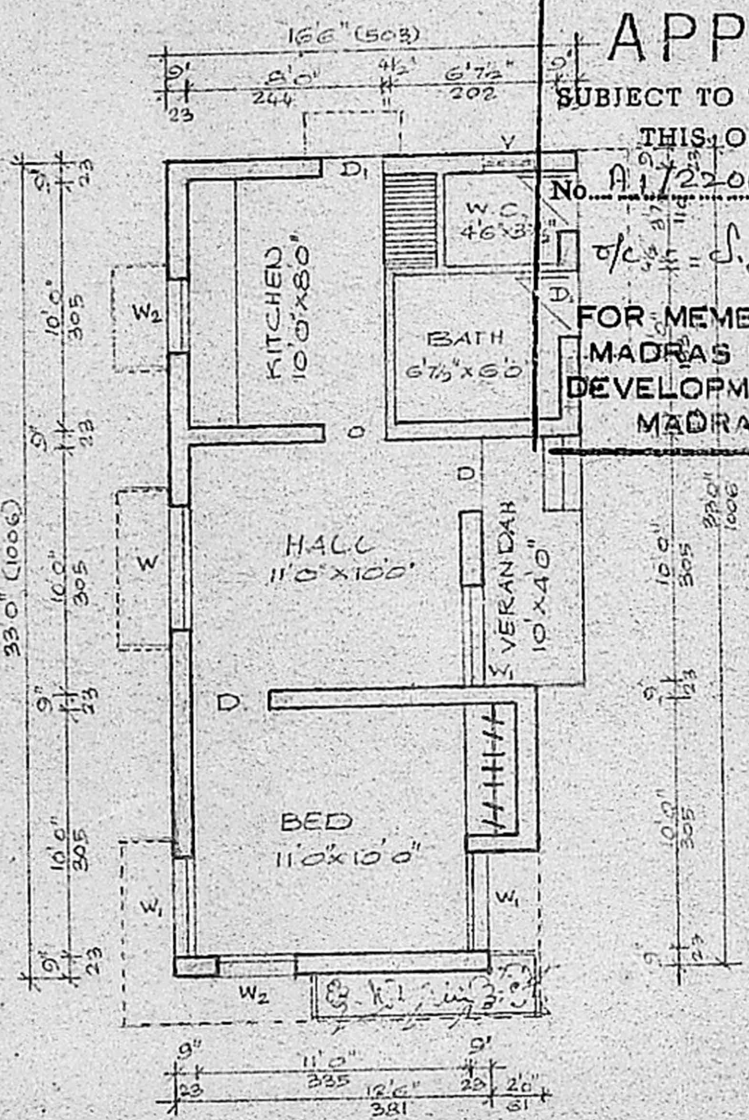 16'6" (503)
9"
8'0"
4½"
6'7½"
9"
23
244
202
APP
SUBJECT TO
THIS O
No. A1/220
FOR MEMBE
MADRAS
DEVELOPM
MADRA
D1
V
W.C.
4'6"x3'
KITCHEN
10'0"x8'0"
W2
BATH
6'7½"x6'0"
D
D
D
HALL
11'0"x10'0"
VERANDAH
10'x4'0"
W
W
D
BED
11'0"x10'0"
W1
W1
W2
33'0" (1006)
9"
23
10'0"
305
9"
23
10'0"
305
9"
23
10'0"
305
9"
23
33'0"
1006
10'0"
305
9"
23
10'0"
305
9"
23
9"
11'0"
9"
23
335
23
2'0"
12'6"
61
381